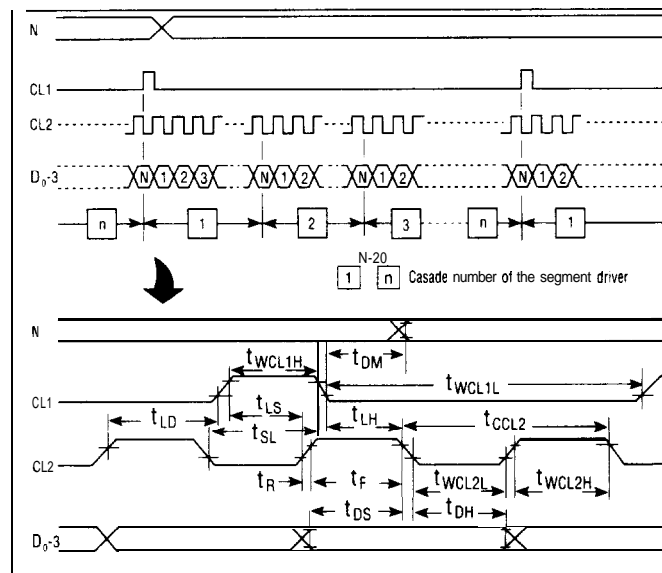 N
CL1
CL2
D₀-3 N 1 2 3 N 1 2 N 1 2 N 1 2
n 1 2 3 n 1
N-20
1 n Casade number of the segment driver
N
tWCL1H tDM
CL1 tWCL1L
tLD tLS tLH tCCL2
tSL
CL2
tR tF tWCL2L tWCL2H
tDS tDH
D₀-3